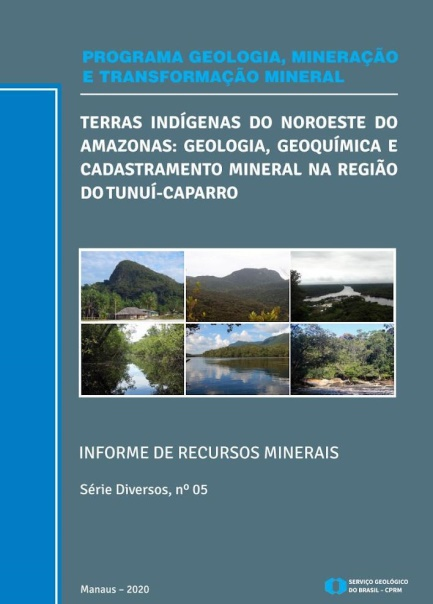 PROGRAMA GEOLOGIA, MINERAÇÃO
E TRANSFORMAÇÃO MINERAL
TERRAS INDÍGENAS DO NOROESTE DO
AMAZONAS: GEOLOGIA, GEOQUÍMICA E
CADASTRAMENTO MINERAL NA REGIÃO
DO TUNUÍ-CAPARRO
INFORME DE RECURSOS MINERAIS
Série Diversos, nº 05
Manaus – 2020
SERVIÇO GEOLÓGICO
DO BRASIL – CPRM